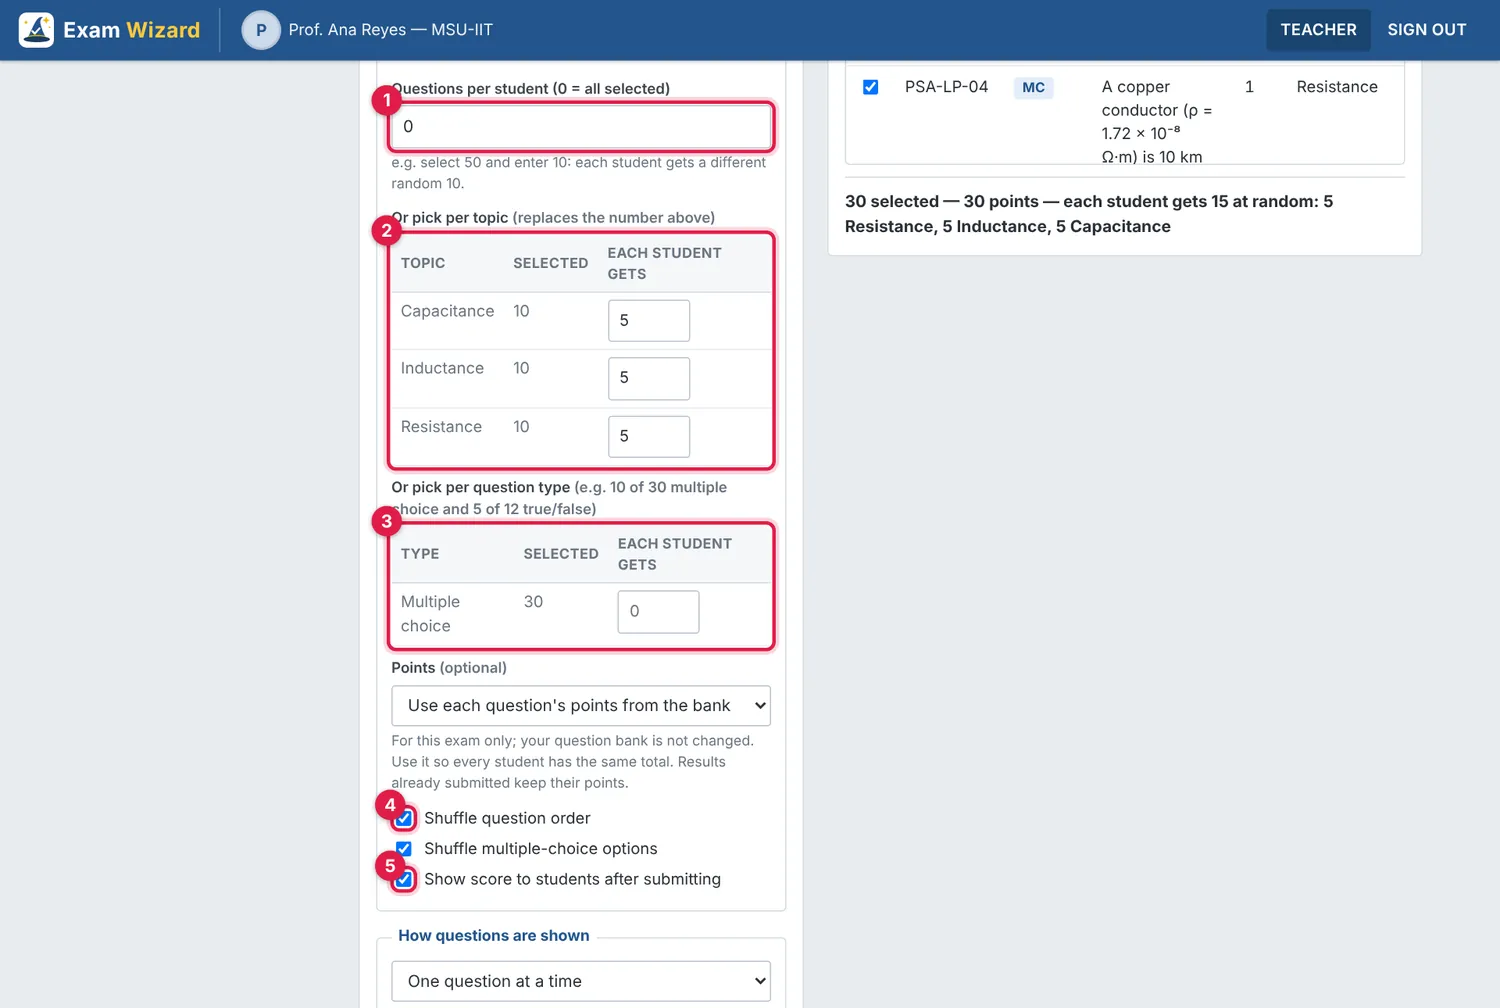 Exam Wizard
P
Prof. Ana Reyes — MSU-IIT
TEACHER
SIGN OUT
1
Questions per student (0 = all selected)
0
e.g. select 50 and enter 10: each student gets a different
random 10.
2
Or pick per topic (replaces the number above)
TOPIC SELECTED EACH STUDENT
GETS
Capacitance 10 5
Inductance 10 5
Resistance 10 5
Or pick per question type (e.g. 10 of 30 multiple
choice and 5 of 12 true/false)
3
TYPE SELECTED EACH STUDENT
GETS
Multiple 30 0
choice
Points (optional)
Use each question's points from the bank
For this exam only; your question bank is not changed.
Use it so every student has the same total. Results
already submitted keep their points.
4
Shuffle question order
Shuffle multiple-choice options
5
Show score to students after submitting
How questions are shown
One question at a time
PSA-LP-04 MC A copper 1 Resistance
conductor (ρ =
1.72 × 10⁻⁸
Ω·m) is 10 km
30 selected — 30 points — each student gets 15 at random: 5
Resistance, 5 Inductance, 5 Capacitance